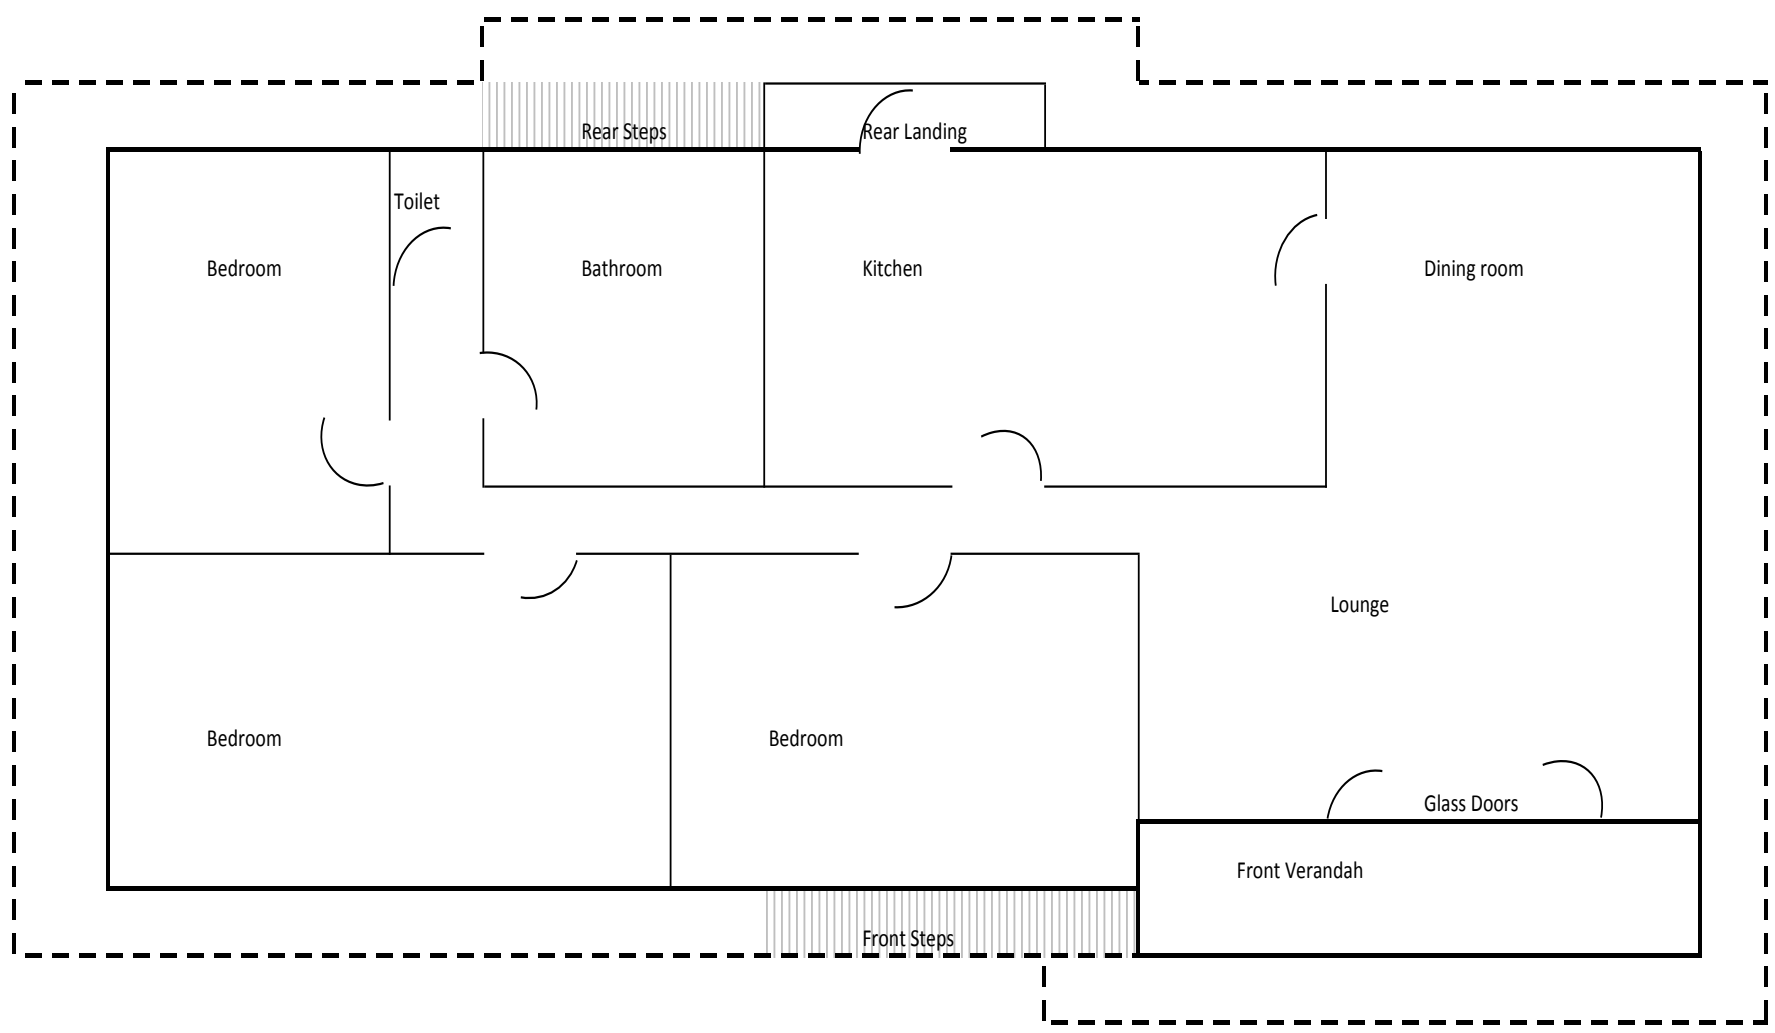 Rear Steps
Rear Landing
Toilet
Bedroom
Bathroom
Kitchen
Dining room
Lounge
Bedroom
Bedroom
Glass Doors
Front Verandah
Front Steps